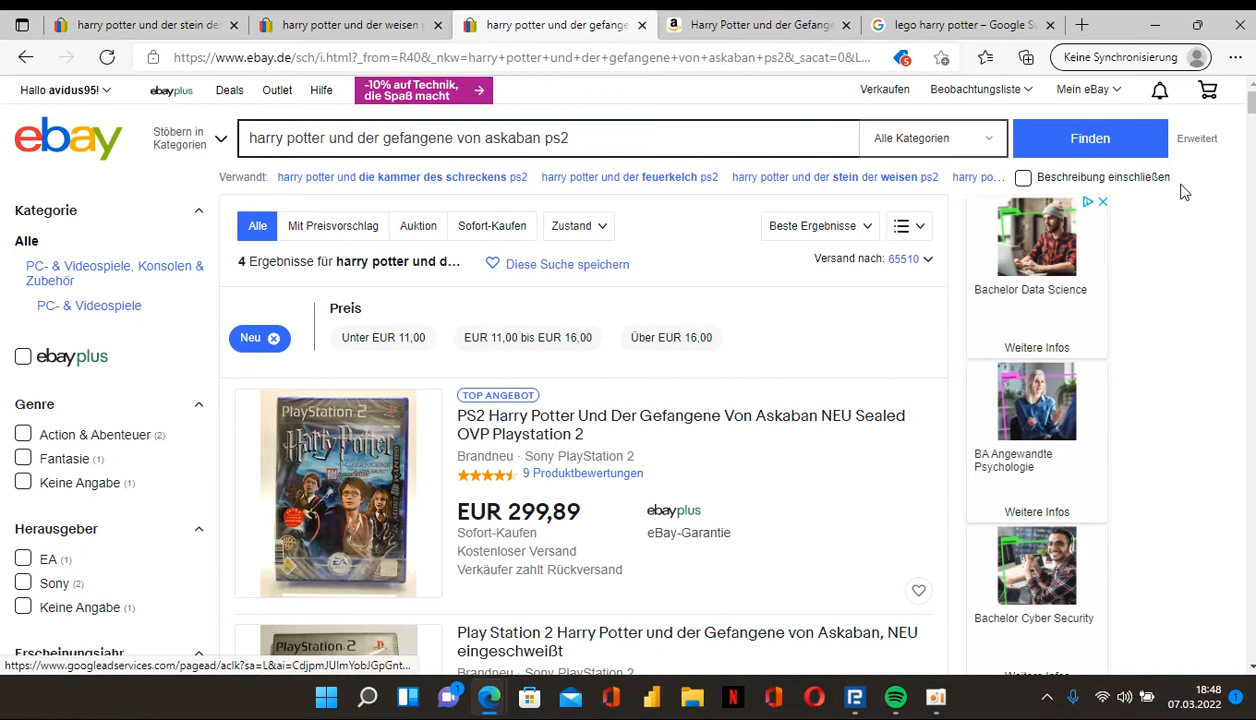 harry potter und der stein de
harry potter und der weisen p
harry potter und der gefange
Harry Potter und der Gefange
lego harry potter – Google Su
https://www.ebay.de/sch/i.html?_from=R40&_nkw=harry+potter+und+der+gefangene+von+askaban+ps2&_sacat=0&L...
5
Keine Synchronisierung
Hallo avidus95!
ebayplus
Deals
Outlet
Hilfe
-10% auf Technik,
die Spaß macht
Verkaufen
Beobachtungsliste
Mein eBay
ebay
Stöbern in
Kategorien
harry potter und der gefangene von askaban ps2
Alle Kategorien
Finden
Erweitert
Verwandt:
harry potter und die kammer des schreckens ps2
harry potter und der feuerkelch ps2
harry potter und der stein der weisen ps2
harry po...
Beschreibung einschließen
Kategorie
Alle
PC- & Videospiele, Konsolen &
Zubehör
PC- & Videospiele
ebayplus
Genre
Action & Abenteuer (2)
Fantasie (1)
Keine Angabe (1)
Herausgeber
EA (1)
Sony (2)
Keine Angabe (1)
Erscheinungsjahr
Alle
Mit Preisvorschlag
Auktion
Sofort-Kaufen
Zustand
Beste Ergebnisse
4 Ergebnisse für harry potter und d...
Diese Suche speichern
Versand nach: 65510
Neu
Preis
Unter EUR 11,00
EUR 11,00 bis EUR 16,00
Über EUR 16,00
PlayStation 2
Harry Potter
EA
TOP ANGEBOT
PS2 Harry Potter Und Der Gefangene Von Askaban NEU Sealed
OVP Playstation 2
Brandneu · Sony PlayStation 2
9 Produktbewertungen
EUR 299,89
Sofort-Kaufen
Kostenloser Versand
Verkäufer zahlt Rückversand
ebayplus
eBay-Garantie
PlayStation 2
Play Station 2 Harry Potter und der Gefangene von Askaban, NEU
eingeschweißt
Brandneu · Sony PlayStation 2
Bachelor Data Science
Weitere Infos
BA Angewandte
Psychologie
Weitere Infos
Bachelor Cyber Security
Weitere Infos
https://www.googleadservices.com/pagead/aclk?sa=L&ai=CdjpmJUlmYobJGpGnt...
1
18:48
07.03.2022
1